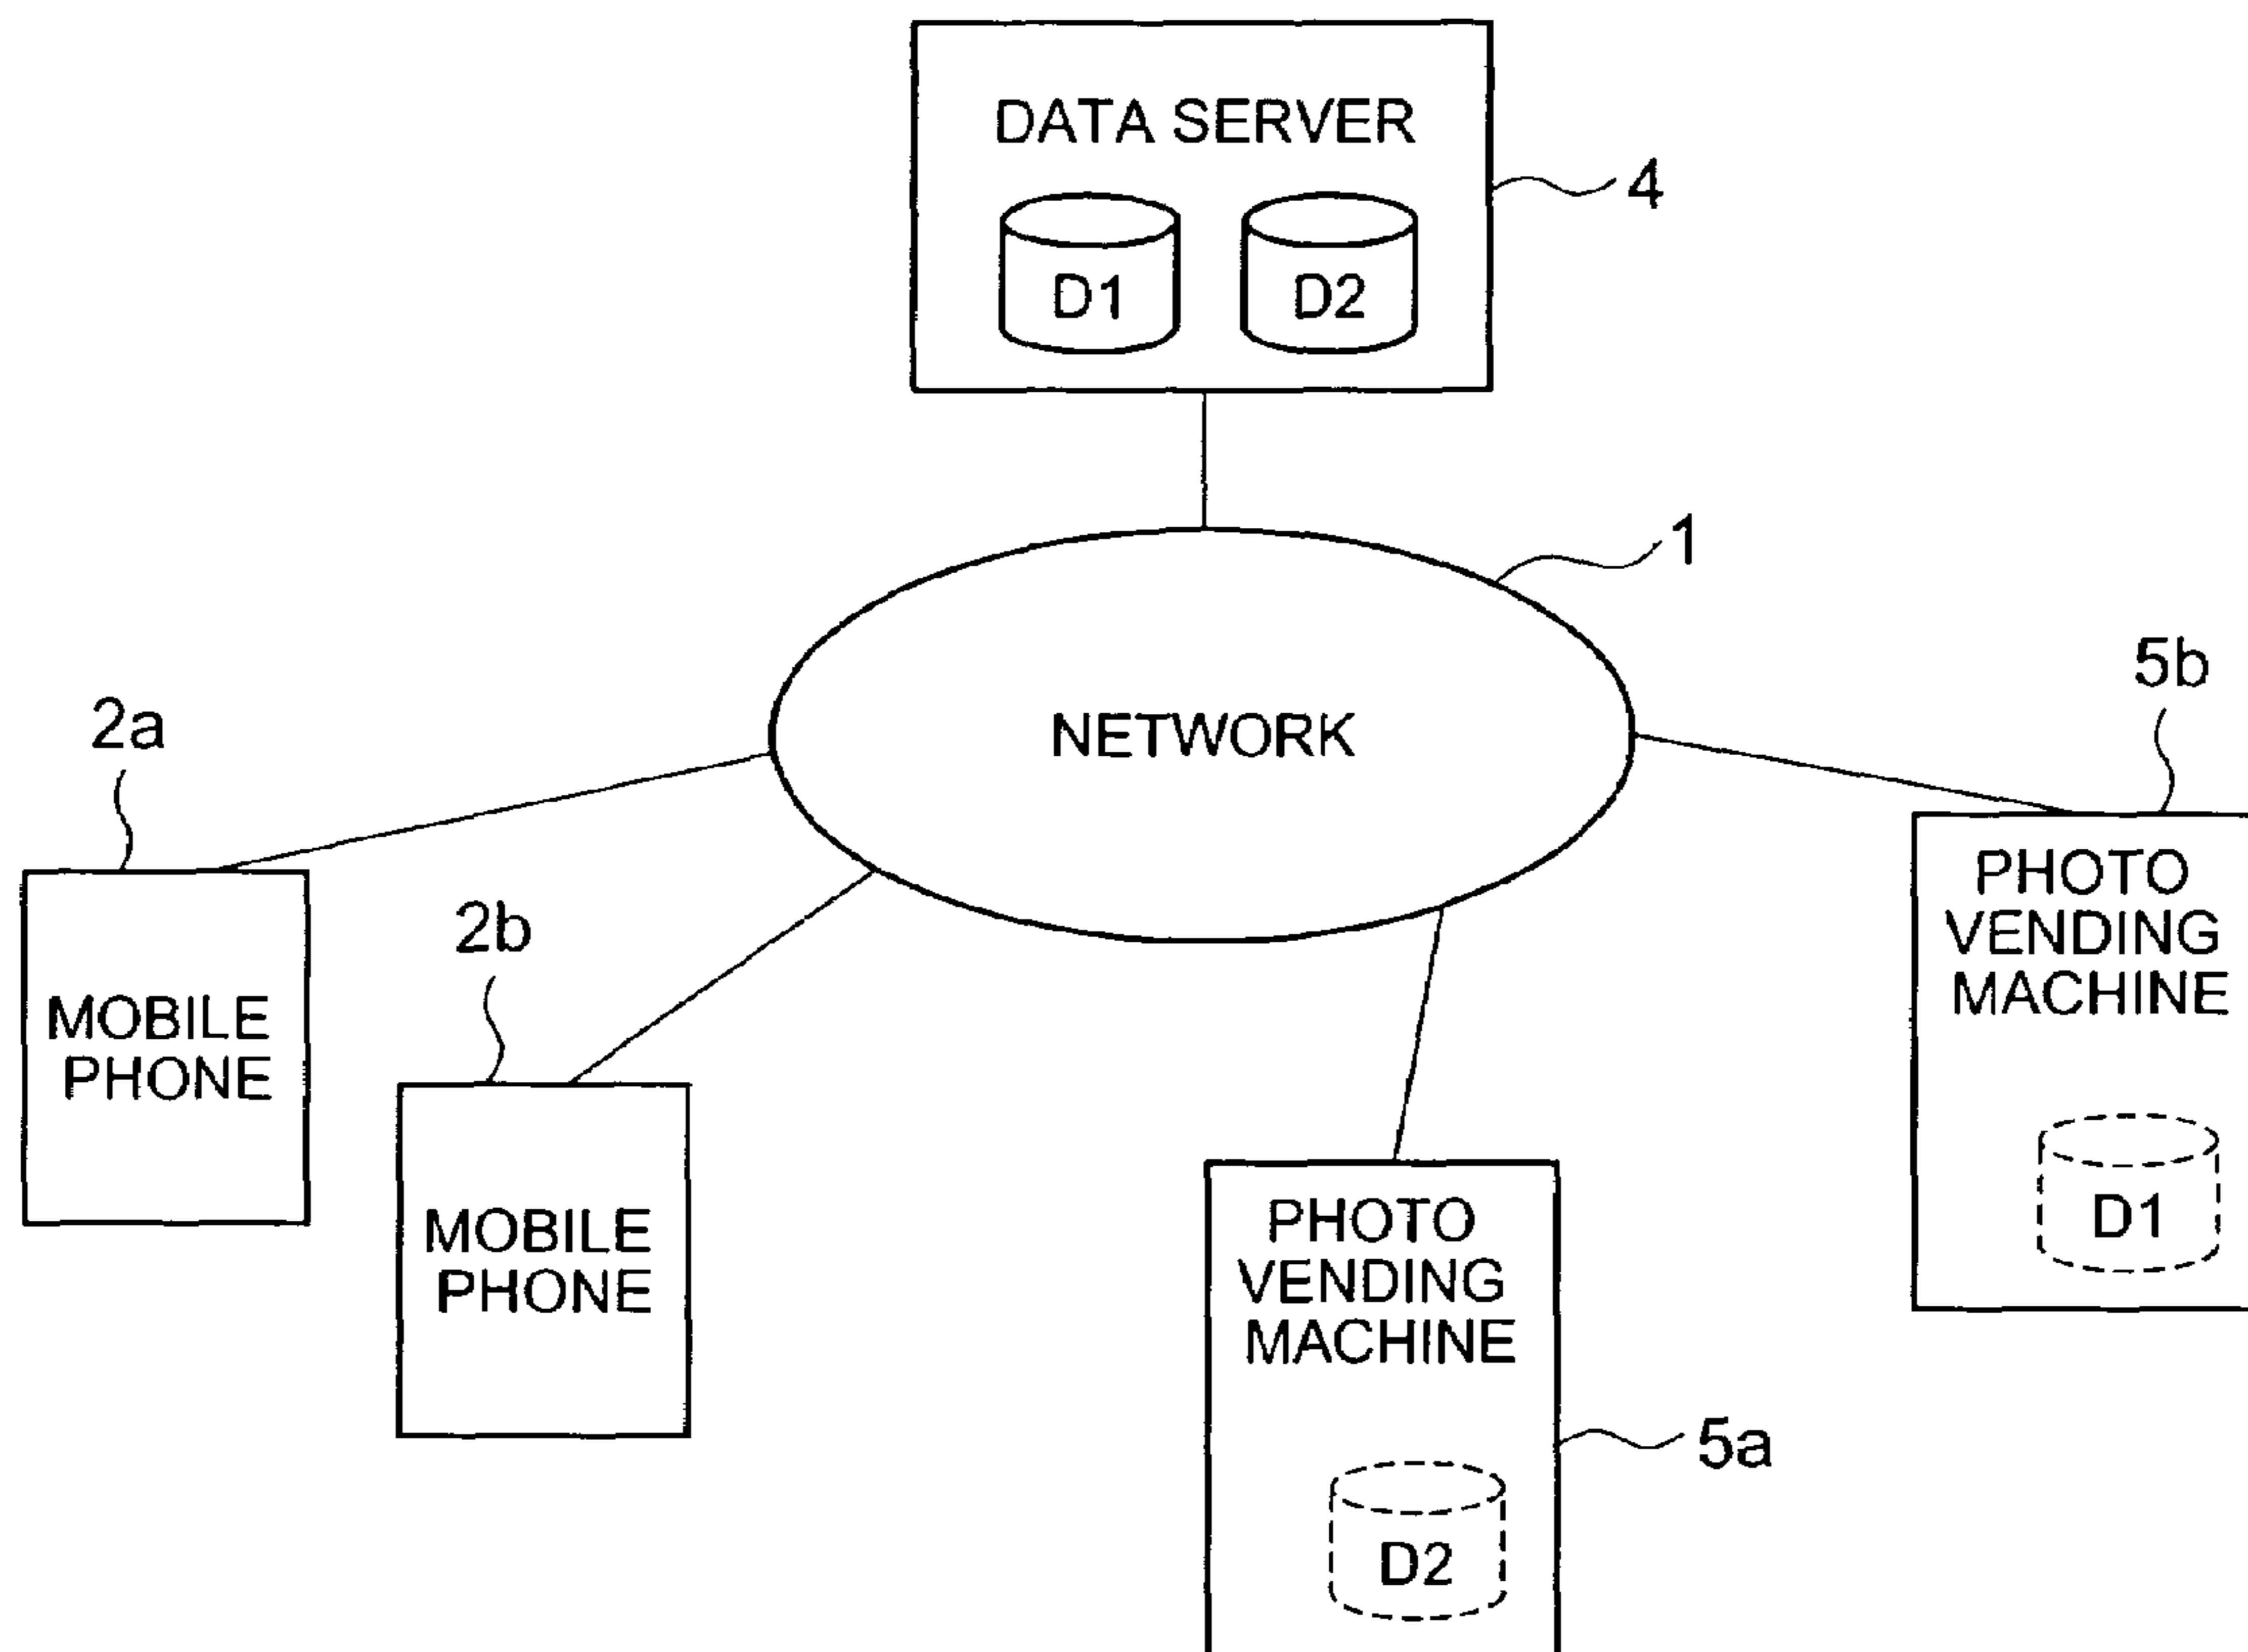 DATA SERVER
D1
D2
4
1
NETWORK
2a
MOBILE
PHONE
2b
MOBILE
PHONE
5b
PHOTO
VENDING
MACHINE
D1
PHOTO
VENDING
MACHINE
5a
D2